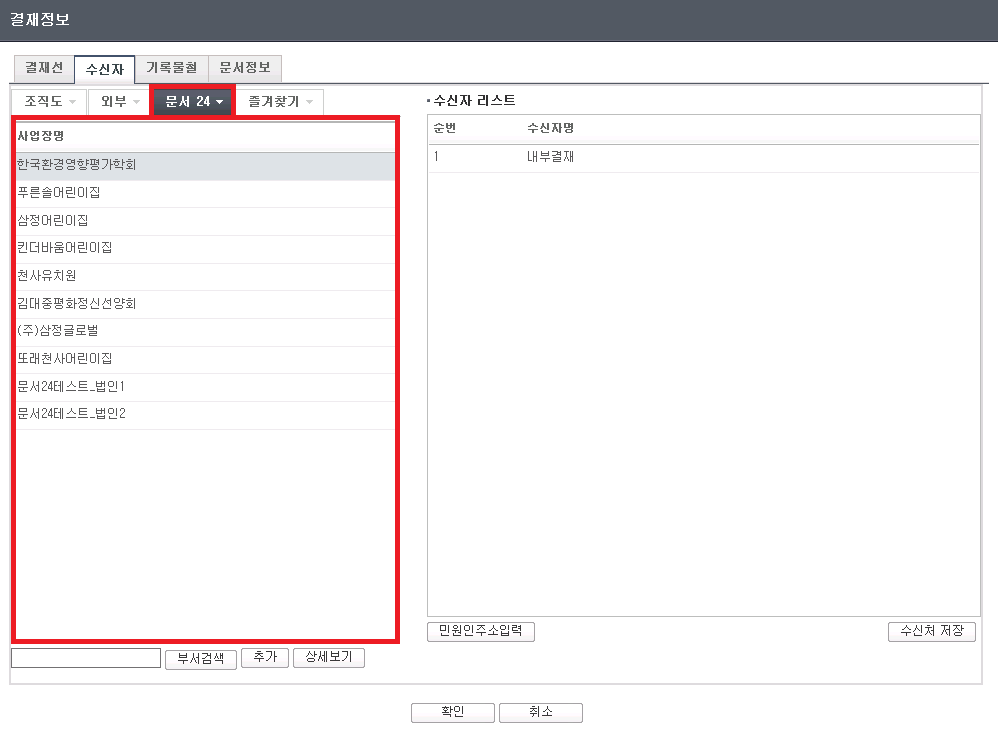 결재정보
결재선 수신자 기록물철 문서정보
조직도 외부 문서 24 즐겨찾기
사업장명
한국환경영향평가학회
푸른솔어린이집
삼정어린이집
킨더바움어린이집
천사유치원
김대중평화정신선양회
(주)삼정글로벌
또래천사어린이집
문서24테스트_법인1
문서24테스트_법인2
부서검색 추가 상세보기
수신자 리스트
순번 수신자명
1 내부결재
민원인주소입력 수신처 저장
확인 취소